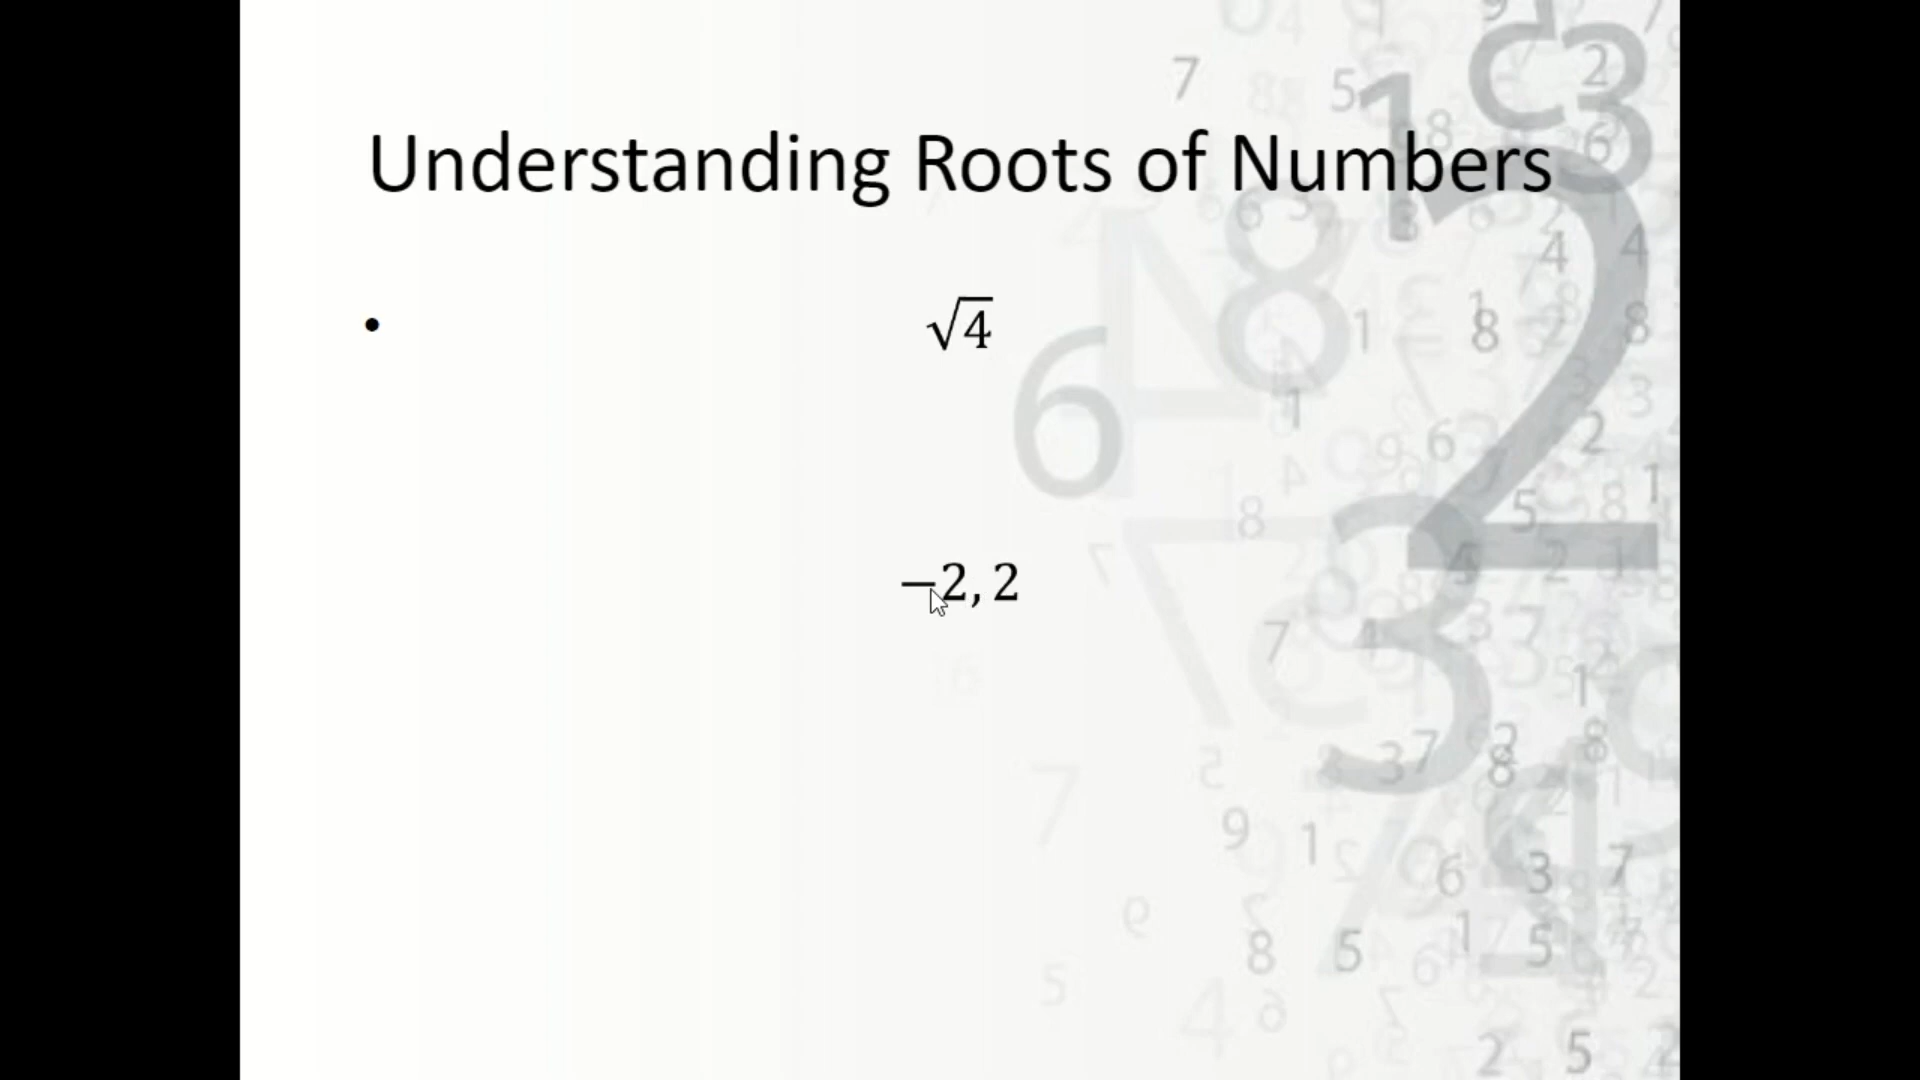 Understanding Roots of Numbers
• √4
−2, 2